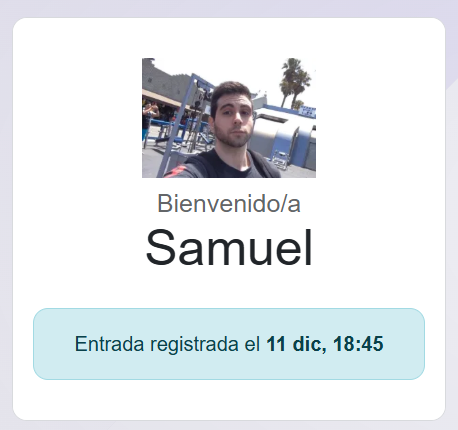 Bienvenido/a
Samuel
Entrada registrada el 11 dic, 18:45